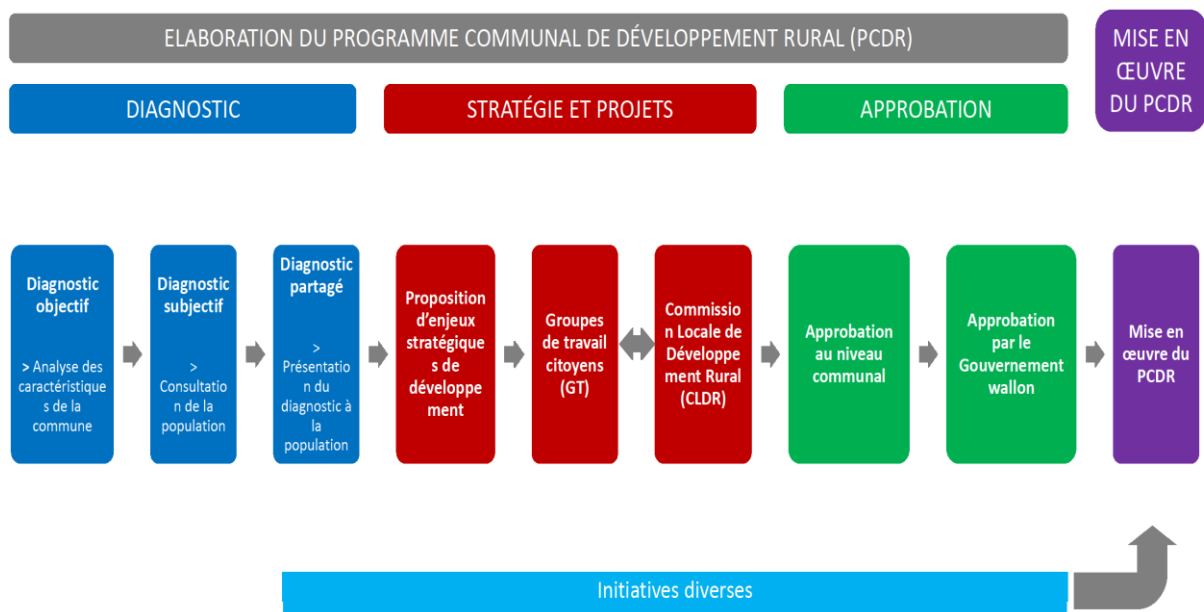 ELABORATION DU PROGRAMME COMMUNAL DE DÉVELOPPEMENT RURAL (PCDR)
MISE EN
ŒUVRE
DU PCDR
DIAGNOSTIC
STRATÉGIE ET PROJETS
APPROBATION
Diagnostic
objectif
> Analyse des
caractéristique
s de la
commune
Diagnostic
subjectif
>
Consultatio
n de la
population
Diagnostic
partagé
>
Présentatio
n du
diagnostic à
la
population
Proposition
d'enjeux
stratégique
s de
développe
ment
Groupes
de travail
citoyens
(GT)
Commissio
n Locale de
Développe
ment Rural
(CLDR)
Approbation
au niveau
communal
Approbation
par le
Gouvernement
wallon
Mise en
œuvre du
PCDR
Initiatives diverses